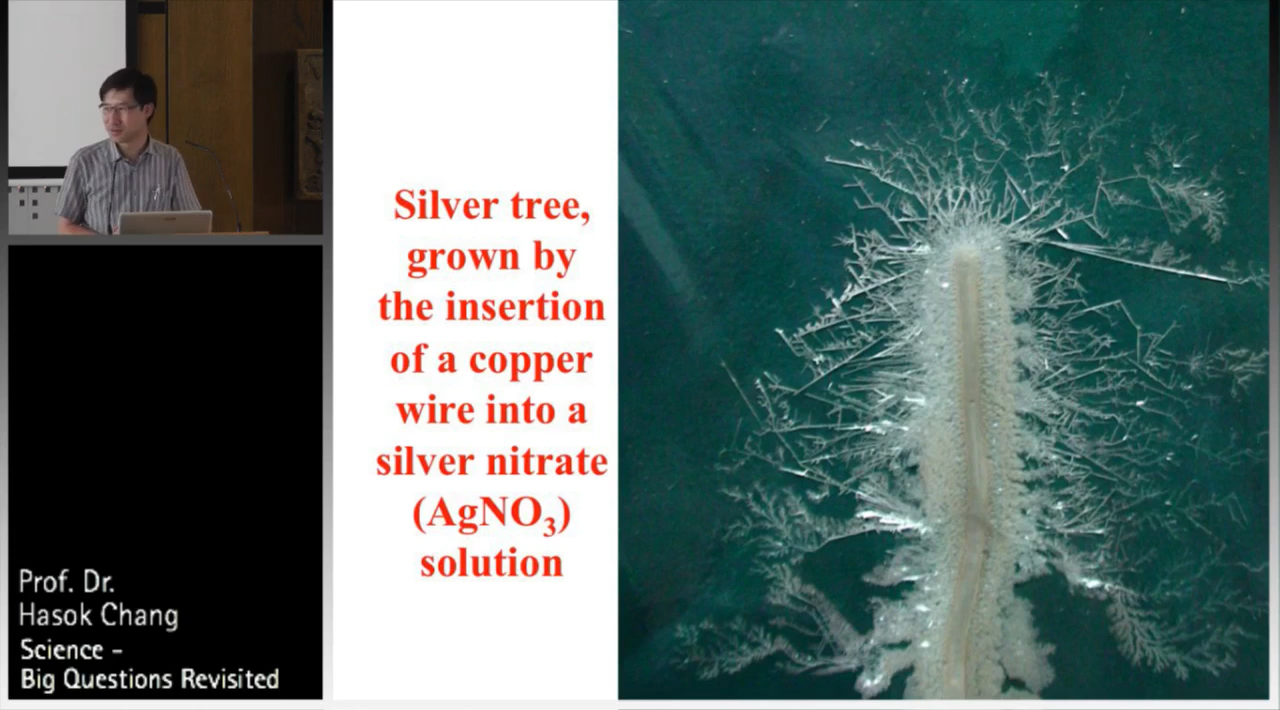 Silver tree,
grown by
the insertion
of a copper
wire into a
silver nitrate
(AgNO₃)
solution
Prof. Dr.
Hasok Chang
Science –
Big Questions Revisited